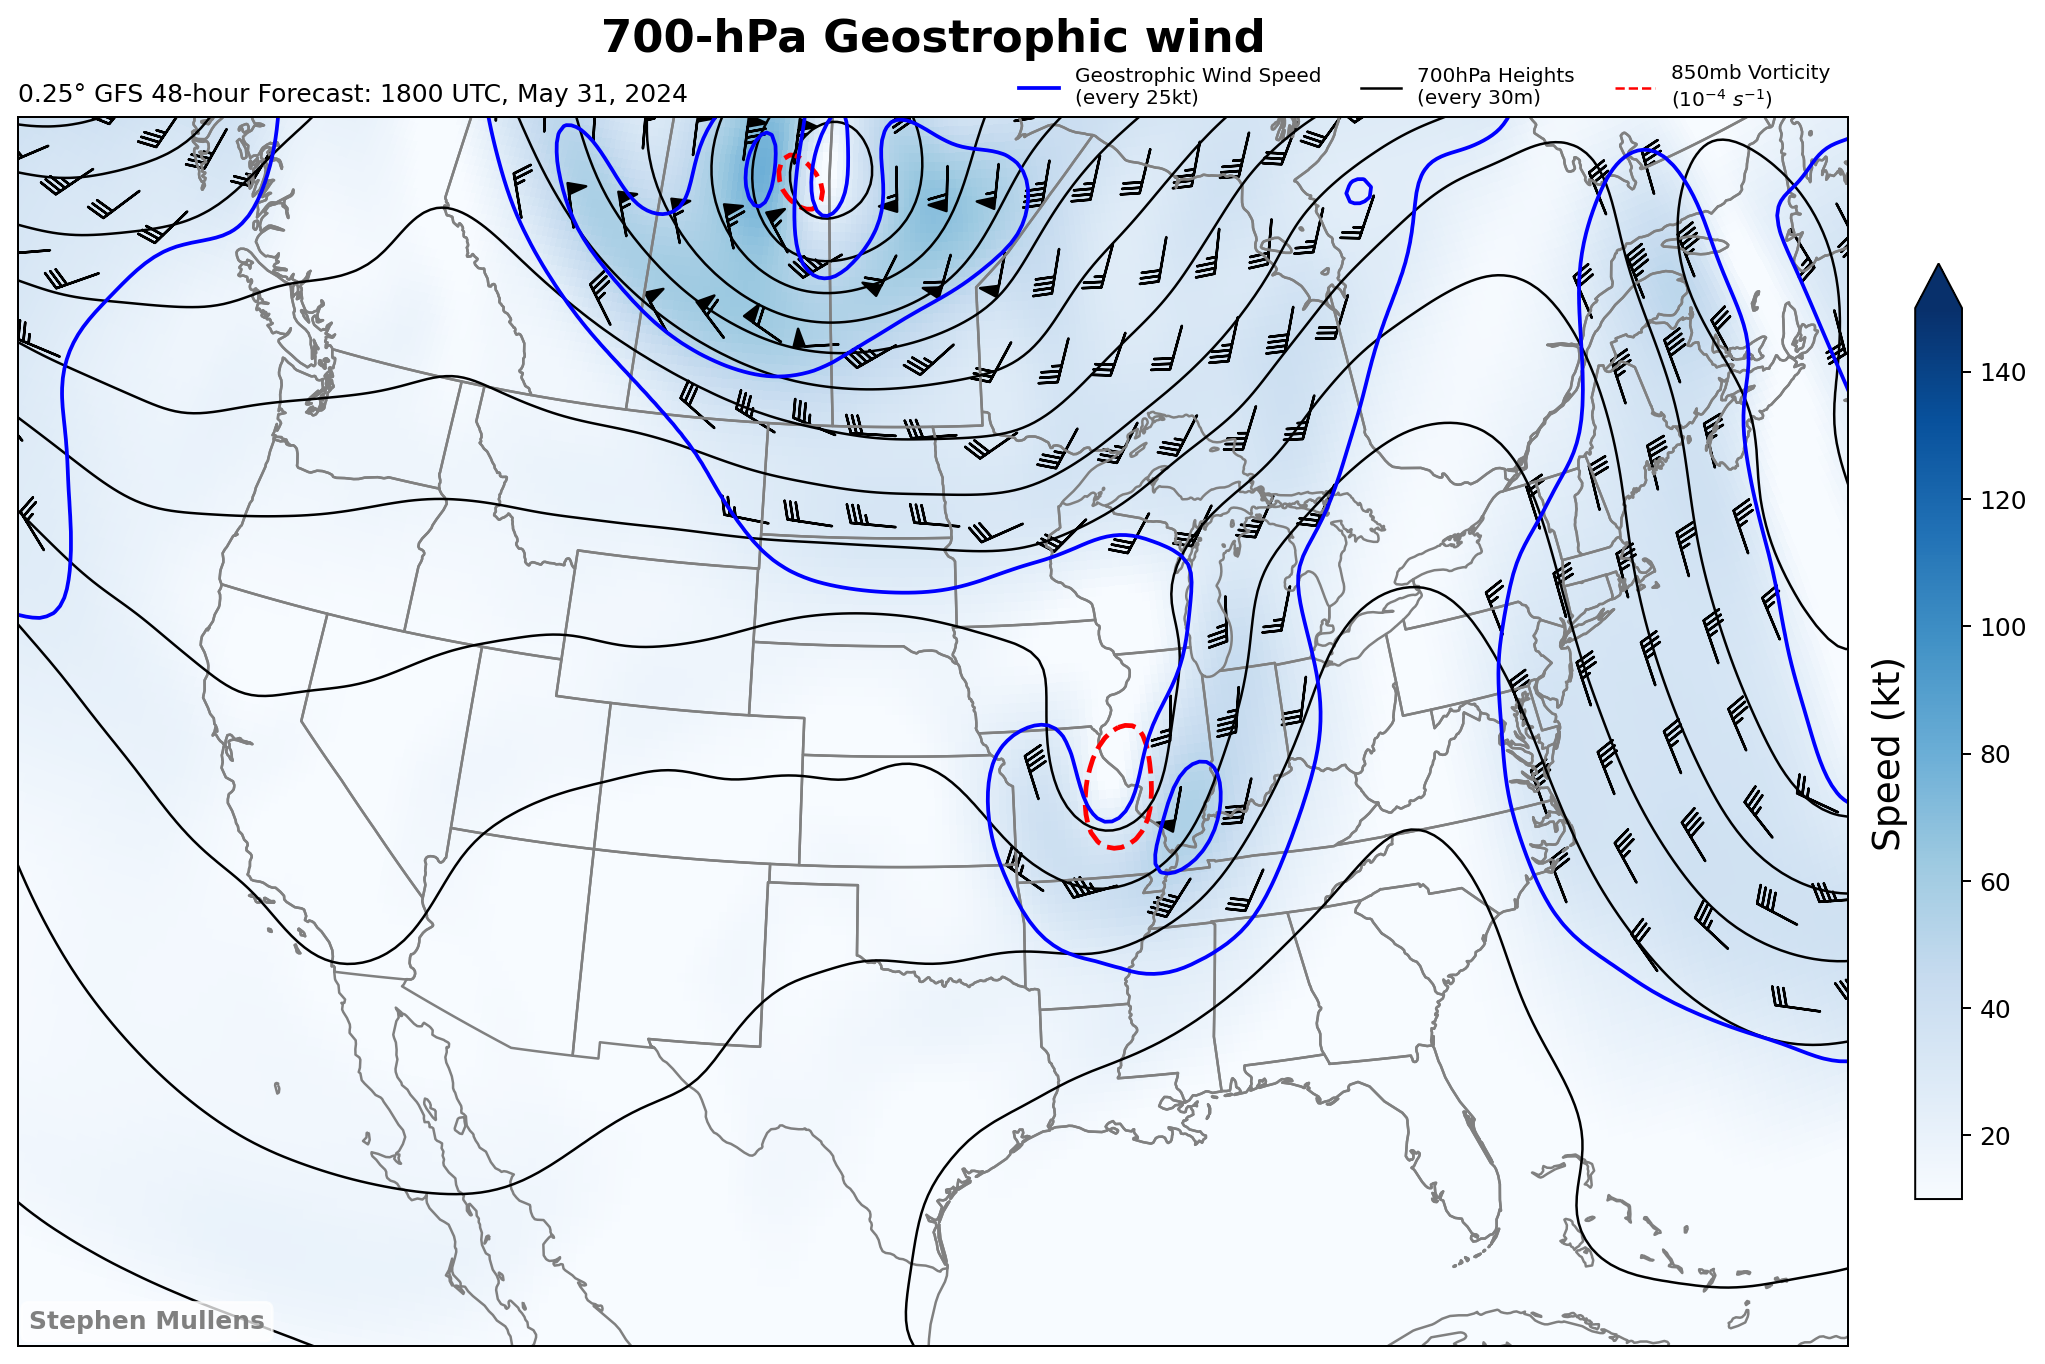 700-hPa Geostrophic wind
0.25° GFS 48-hour Forecast: 1800 UTC, May 31, 2024
Geostrophic Wind Speed
(every 25kt)
700hPa Heights
(every 30m)
850mb Vorticity
(10⁻⁴ s⁻¹)
140
120
100
80
60
40
20
Speed (kt)
Stephen Mullens